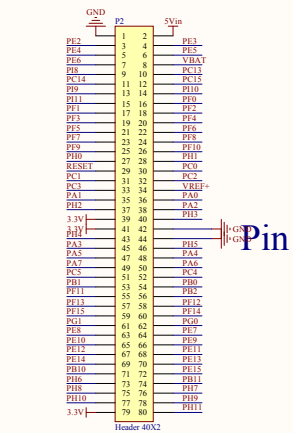 GND P2 5Vin
1 2
PE2 3 4 PE3
PE4 5 6 PE5
PE6 7 8 VBAT
PI8 9 10 PC13
PC14 11 12 PC15
PI9 13 14 PI10
PI11 15 16 PF0
PF1 17 18 PF2
PF3 19 20 PF4
PF5 21 22 PF6
PF7 23 24 PF8
PF9 25 26 PF10
PH0 27 28 PH1
RESET 29 30 PC0
PC1 31 32 PC2
PC3 33 34 VREF+
PA1 35 36 PA0
PH2 37 38 PA2
3.3V 39 40 PH3
3.3V 41 42 GND
PH4 43 44 GND
PA3 45 46 PH5
PA5 47 48 PA4
PA7 49 50 PA6
PC5 51 52 PC4
PB1 53 54 PB0
PF11 55 56 PB2
PF13 57 58 PF12
PF15 59 60 PF14
PG1 61 62 PG0
PE8 63 64 PE7
PE10 65 66 PE9
PE12 67 68 PE11
PE14 69 70 PE13
PB10 71 72 PE15
PH6 73 74 PB11
PH8 75 76 PH7
PH10 77 78 PH9
3.3V 79 80 PH11
Header 40X2
Pin